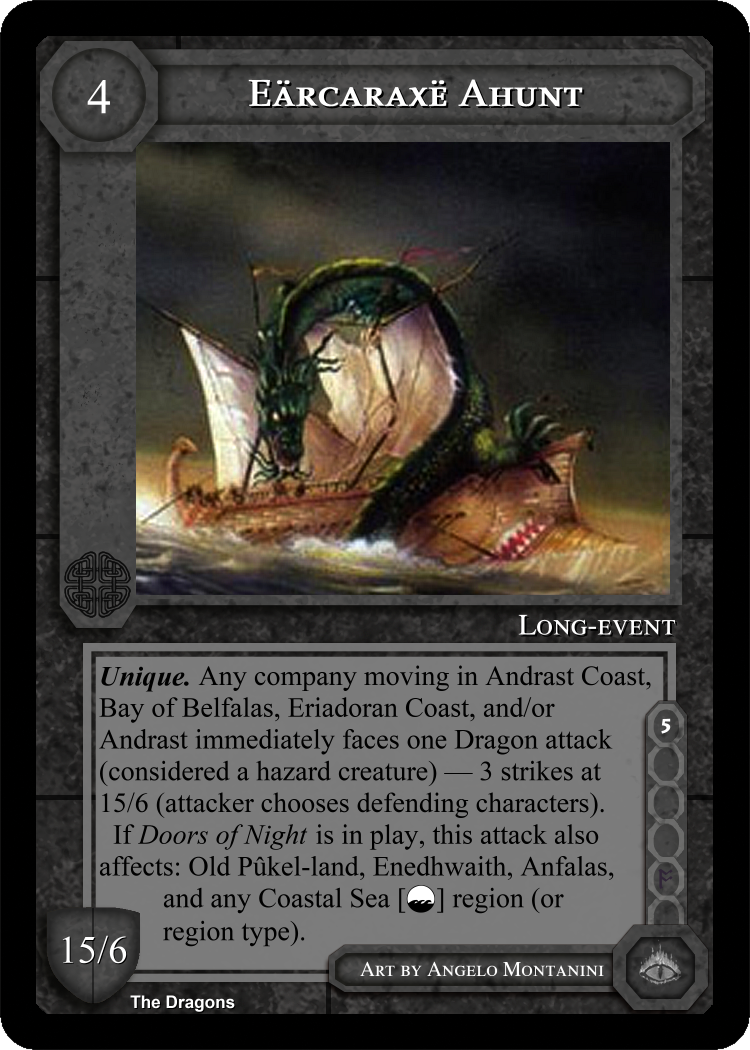 4
EÄRCARAXË AHUNT
LONG-EVENT
Unique. Any company moving in Andrast Coast,
Bay of Belfalas, Eriadoran Coast, and/or
Andrast immediately faces one Dragon attack
(considered a hazard creature) — 3 strikes at
15/6 (attacker chooses defending characters).
If Doors of Night is in play, this attack also
affects: Old Pûkel-land, Enedhwaith, Anfalas,
and any Coastal Sea [] region (or
region type).
5
15/6
ART BY ANGELO MONTANINI
The Dragons